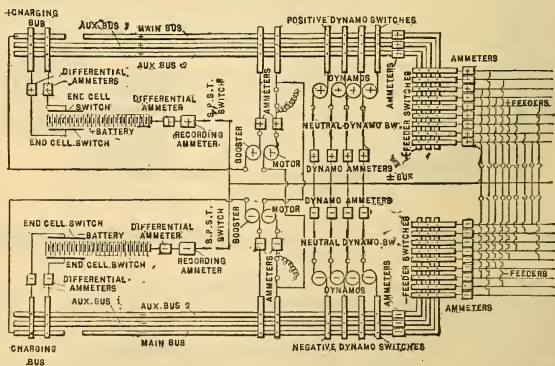 +CHARGING
BUB
AUX. BUS 1
MAIN BUS
AUX. BUS 2
POSITIVE DYNAMO SWITCHES
DIFFERENTIAL
AMMETERS
END CELL
SWITCH
DIFFERENTIAL
AMMETER
S.P.S.T.
SWITCH
+BATTERY
END CELL SWITCH
RECORDING
AMMETER
BOOSTER
AMMETERS
MOTOR
DYNAMOS
NEUTRAL DYNAMO SW.
DYNAMO AMMETERS
AMMETERS
FEEDER SWITCHES
AMMETERS
+FEEDERS
± BUS
END CELL SWITCH
-BATTERY
DIFFERENTIAL
AMMETER
S.P.S.T.
SWITCH
BOOSTER
MOTOR
DYNAMO AMMETERS
NEUTRAL DYNAMO SW.
END CELL SWITCH
DIFFERENTIAL
AMMETERS
RECORDING
AMMETER
AMMETERS
DYNAMOS
AMMETERS
FEEDER SWITCHES
-FEEDERS
AMMETERS
AUX. BUS 1
AUX. BUS 2
MAIN BUS
-CHARGING
BUS
NEGATIVE DYNAMO SWITCHES